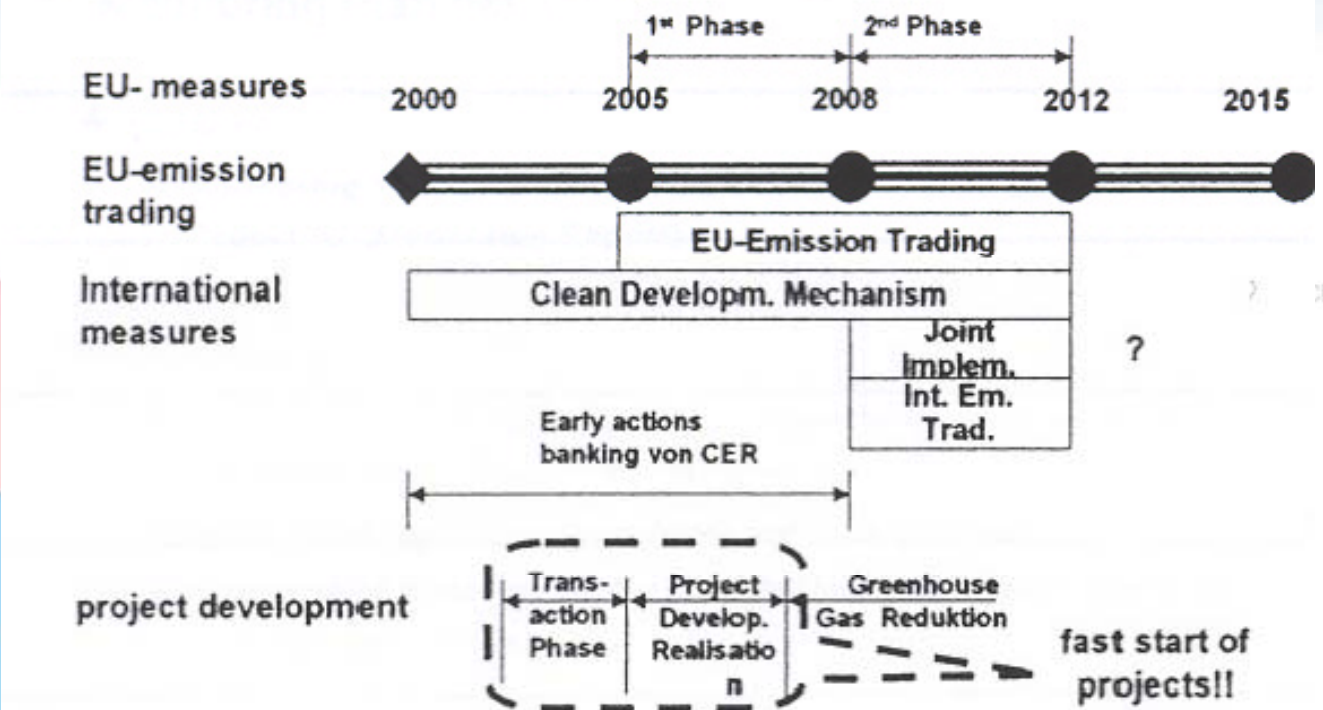 1st Phase
2nd Phase
EU- measures
2000
2005
2008
2012
2015
EU-emission
trading
EU-Emission Trading
International
measures
Clean Developm. Mechanism
Joint
Implem.
?
Int. Em.
Trad.
Early actions
banking von CER
project development
Trans-
action
Phase
Project
Develop.
Realisatio
n
Greenhouse
Gas Reduktion
fast start of
projects!!